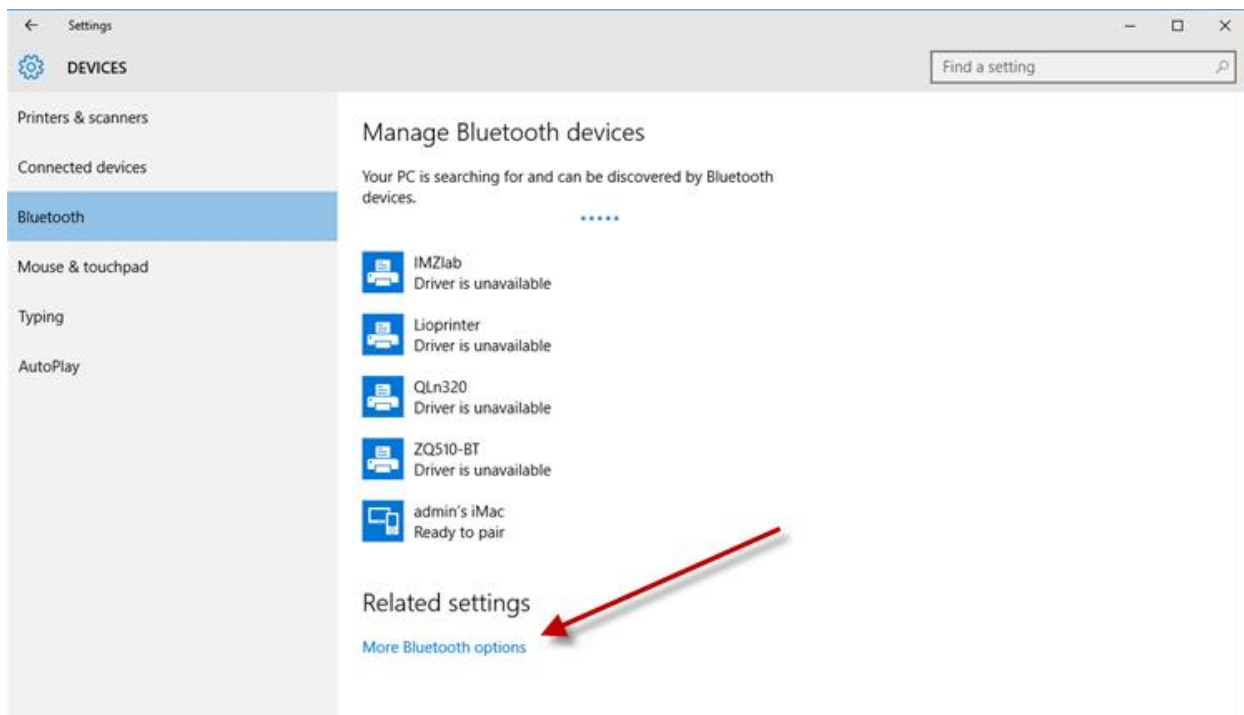 Settings
DEVICES
Find a setting
Printers & scanners
Connected devices
Bluetooth
Mouse & touchpad
Typing
AutoPlay
Manage Bluetooth devices
Your PC is searching for and can be discovered by Bluetooth
devices.
IMZlab
Driver is unavailable
Lioprinter
Driver is unavailable
QLn320
Driver is unavailable
ZQ510-BT
Driver is unavailable
admin's iMac
Ready to pair
Related settings
More Bluetooth options